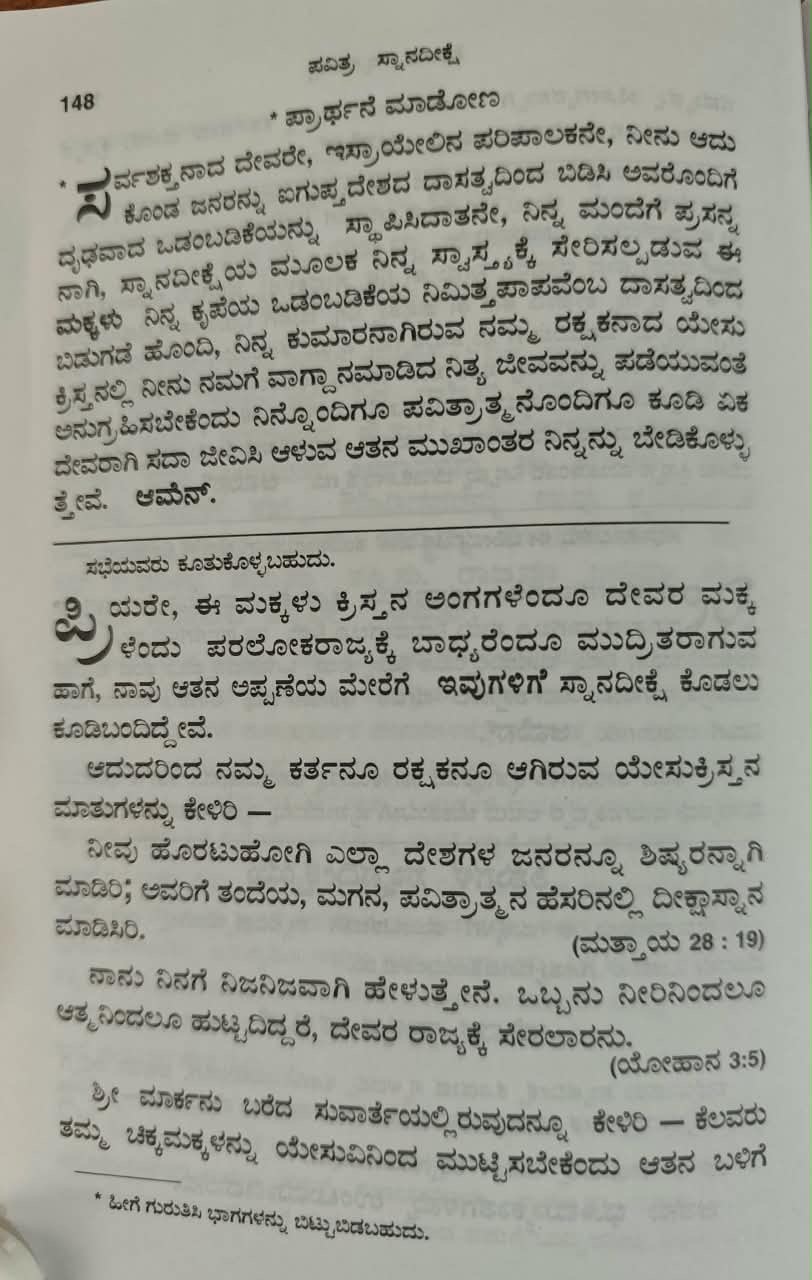 ಪವಿತ್ರ ಸ್ನಾನದೀಕ್ಷೆ
148
* ಪ್ರಾರ್ಥನೆ ಮಾಡೋಣ
* ಸರ್ವಶಕ್ತನಾದ ದೇವರೇ, ಇಸ್ರಾಯೇಲಿನ ಪರಿಪಾಲಕನೇ, ನೀನು ಆದು
ಕೊಂಡ ಜನರನ್ನು ಐಗುಪ್ತದೇಶದ ದಾಸತ್ವದಿಂದ ಬಿಡಿಸಿ ಅವರೊಂದಿಗೆ
ದೃಢವಾದ ಒಡಂಬಡಿಕೆಯನ್ನು ಸ್ಥಾಪಿಸಿದಾತನೇ, ನಿನ್ನ ಮಂದೆಗೆ ಪ್ರಸನ್ನ
ನಾಗಿ, ಸ್ನಾನದೀಕ್ಷೆಯ ಮೂಲಕ ನಿನ್ನ ಸ್ವಾಸ್ತ್ಯಕ್ಕೆ ಸೇರಿಸಲ್ಪಡುವ ಈ
ಮಕ್ಕಳು ನಿನ್ನ ಕೃಪೆಯ ಒಡಂಬಡಿಕೆಯ ನಿಮಿತ್ತಪಾಪವೆಂಬ ದಾಸತ್ವದಿಂದ
ಬಿಡುಗಡೆ ಹೊಂದಿ, ನಿನ್ನ ಕುಮಾರನಾಗಿರುವ ನಮ್ಮ ರಕ್ಷಕನಾದ ಯೇಸು
ಕ್ರಿಸ್ತನಲ್ಲಿ ನೀನು ನಮಗೆ ವಾಗ್ದಾನಮಾಡಿದ ನಿತ್ಯ ಜೀವವನ್ನು ಪಡೆಯುವಂತೆ
ಅನುಗ್ರಹಿಸಬೇಕೆಂದು ನಿನ್ನೊಂದಿಗೂ ಪವಿತ್ರಾತ್ಮನೊಂದಿಗೂ ಕೂಡಿ ಏಕ
ದೇವರಾಗಿ ಸದಾ ಜೀವಿಸಿ ಆಳುವ ಆತನ ಮುಖಾಂತರ ನಿನ್ನನ್ನು ಬೇಡಿಕೊಳ್ಳು
ತ್ತೇವೆ. ಆಮೆನ್.
ಸಭೆಯವರು ಕೂತುಕೊಳ್ಳಬಹುದು.
ಪ್ರಿಯರೇ, ಈ ಮಕ್ಕಳು ಕ್ರಿಸ್ತನ ಅಂಗಗಳೆಂದೂ ದೇವರ ಮಕ್ಕ
ಳೆಂದು ಪರಲೋಕರಾಜ್ಯಕ್ಕೆ ಬಾಧ್ಯರೆಂದೂ ಮುದ್ರಿತರಾಗುವ
ಹಾಗೆ, ನಾವು ಆತನ ಅಪ್ಪಣೆಯ ಮೇರೆಗೆ ಇವುಗಳಿಗೆ ಸ್ನಾನದೀಕ್ಷೆ ಕೊಡಲು
ಕೂಡಿಬಂದಿದ್ದೇವೆ.
ಆದುದರಿಂದ ನಮ್ಮ ಕರ್ತನೂ ರಕ್ಷಕನೂ ಆಗಿರುವ ಯೇಸುಕ್ರಿಸ್ತನ
ಮಾತುಗಳನ್ನು ಕೇಳಿರಿ —
ನೀವು ಹೊರಟುಹೋಗಿ ಎಲ್ಲಾ ದೇಶಗಳ ಜನರನ್ನೂ ಶಿಷ್ಯರನ್ನಾಗಿ
ಮಾಡಿರಿ; ಅವರಿಗೆ ತಂದೆಯ, ಮಗನ, ಪವಿತ್ರಾತ್ಮನ ಹೆಸರಿನಲ್ಲಿ ದೀಕ್ಷಾಸ್ನಾನ
ಮಾಡಿಸಿರಿ.
(ಮತ್ತಾಯ 28 : 19)
ನಾನು ನಿನಗೆ ನಿಜನಿಜವಾಗಿ ಹೇಳುತ್ತೇನೆ. ಒಬ್ಬನು ನೀರಿನಿಂದಲೂ
ಆತ್ಮನಿಂದಲೂ ಹುಟ್ಟದಿದ್ದರೆ, ದೇವರ ರಾಜ್ಯಕ್ಕೆ ಸೇರಲಾರನು.
(ಯೋಹಾನ 3:5)
ಶ್ರೀ ಮಾರ್ಕನು ಬರೆದ ಸುವಾರ್ತೆಯಲ್ಲಿರುವುದನ್ನೂ ಕೇಳಿರಿ — ಕೆಲವರು
ತಮ್ಮ ಚಿಕ್ಕಮಕ್ಕಳನ್ನು ಯೇಸುವಿನಿಂದ ಮುಟ್ಟಿಸಬೇಕೆಂದು ಆತನ ಬಳಿಗೆ
* ಹೀಗೆ ಗುರುತಿಸಿ ಭಾಗಗಳನ್ನು ಬಿಟ್ಟುಬಿಡಬಹುದು.